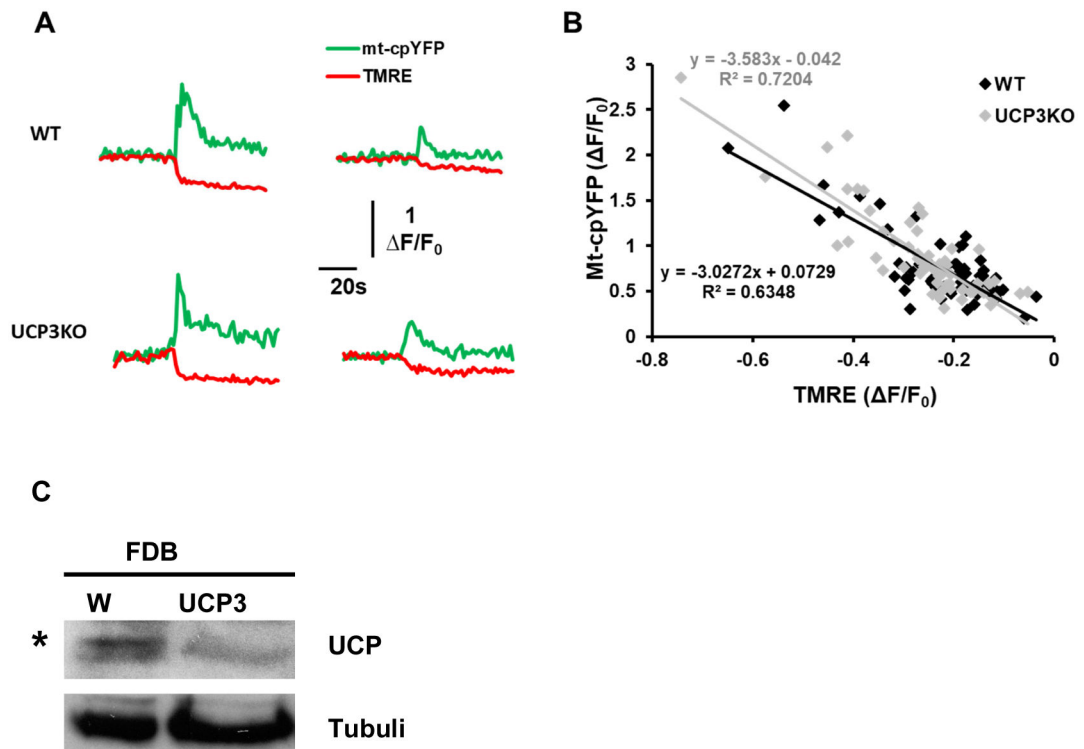 A
mt-cpYFP
TMRE
WT
1
ΔF/F0
20s
UCP3KO
B
y = -3.583x - 0.042
R² = 0.7204
WT
UCP3KO
Mt-cpYFP (ΔF/F0)
3
2.5
2
1.5
1
0.5
0
y = -3.0272x + 0.0729
R² = 0.6348
-0.8
-0.6
-0.4
-0.2
0
TMRE (ΔF/F0)
C
FDB
W UCP3
* UCP
Tubuli